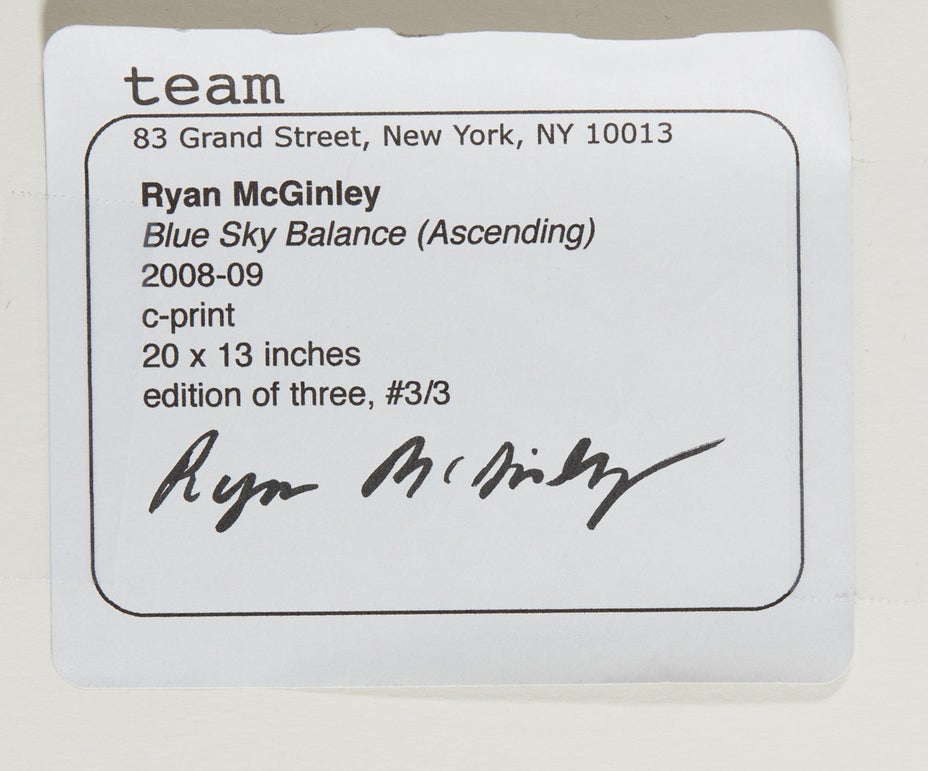 team
83 Grand Street, New York, NY 10013
Ryan McGinley
Blue Sky Balance (Ascending)
2008-09
c-print
20 x 13 inches
edition of three, #3/3
Ryan McGinley